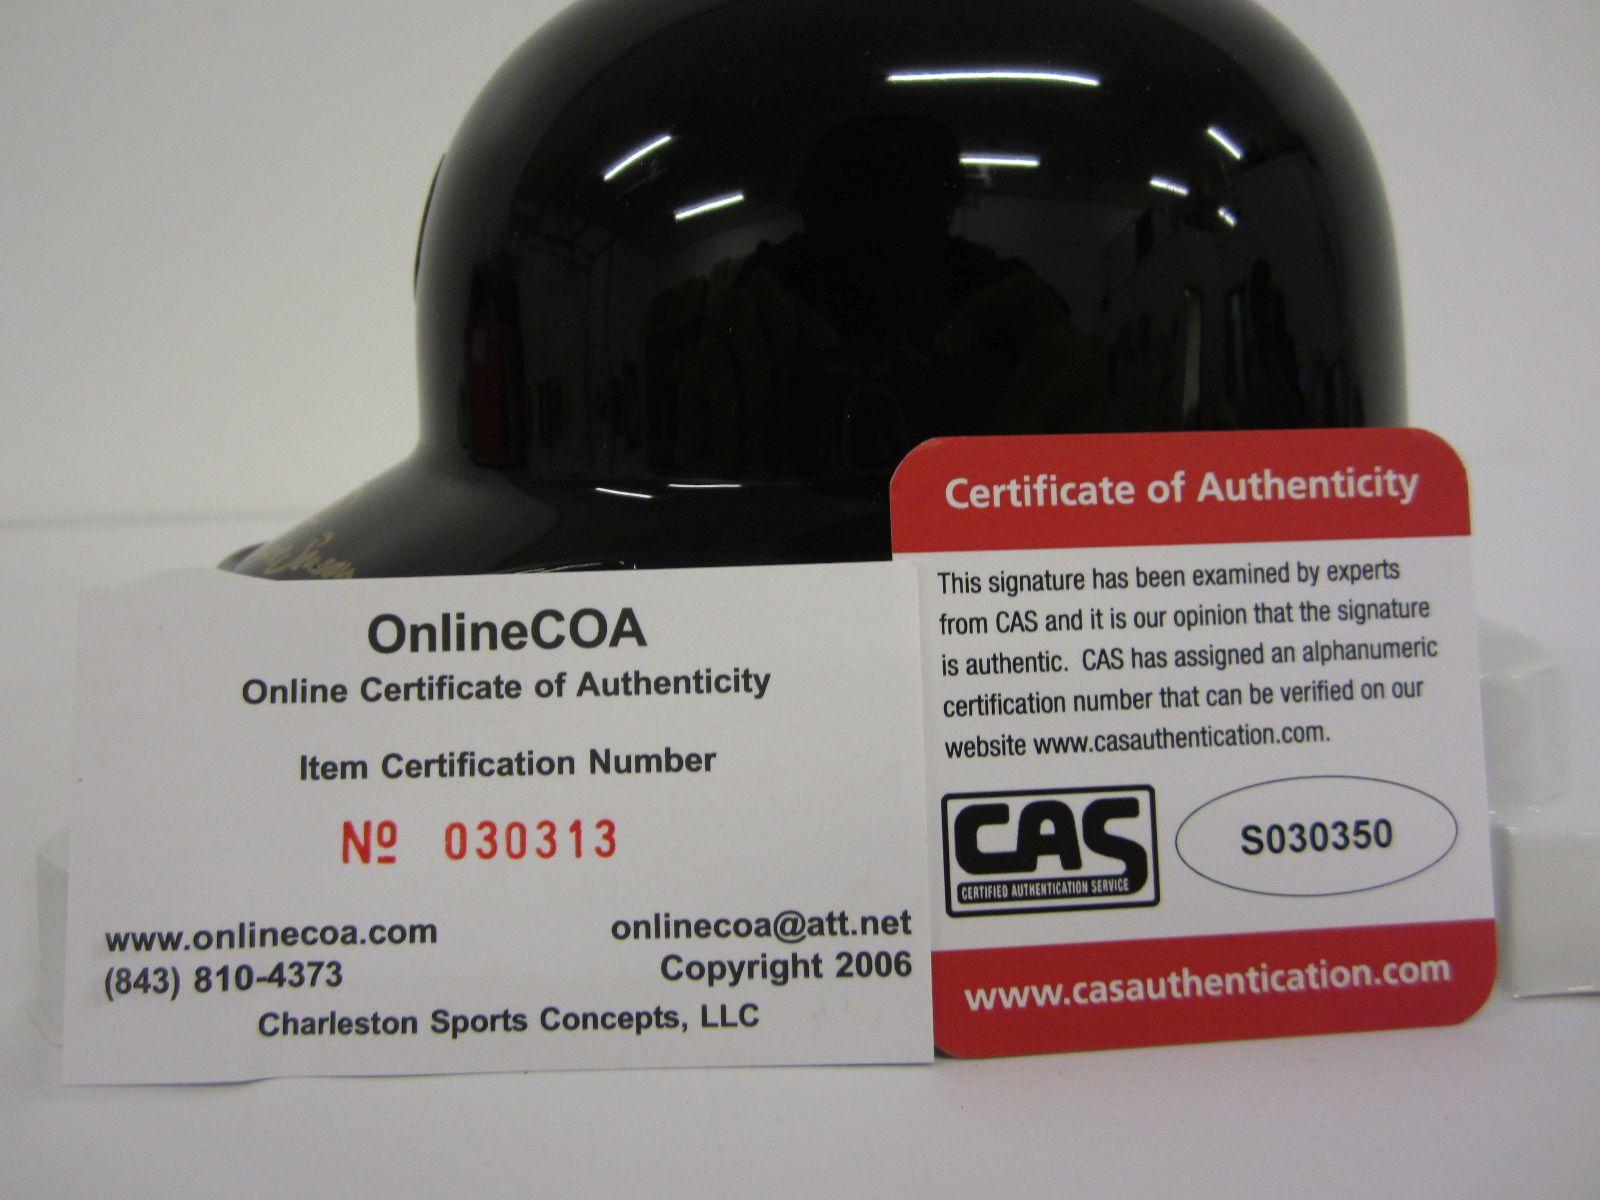 OnlineCOA
Online Certificate of Authenticity
Item Certification Number
Nº 030313
www.onlinecoa.com
onlinecoa@att.net
(843) 810-4373
Copyright 2006
Charleston Sports Concepts, LLC
Certificate of Authenticity
This signature has been examined by experts
from CAS and it is our opinion that the signature
is authentic. CAS has assigned an alphanumeric
certification number that can be verified on our
website www.casauthentication.com.
CAS
CERTIFIED AUTHENTICATION SERVICE
S030350
www.casauthentication.com